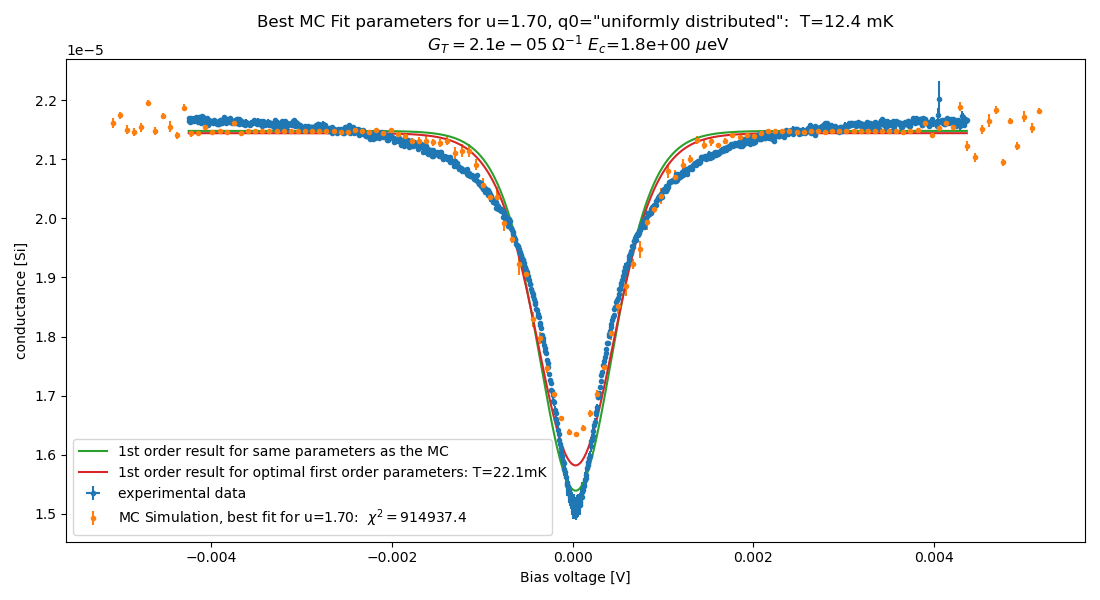 Best MC Fit parameters for u=1.70, q0="uniformly distributed":  T=12.4 mK
G_T = 2.1e − 05 Ω⁻¹ E_c=1.8e+00 μeV
1e−5
2.2
2.1
2.0
1.9
1.8
1.7
1.6
1.5
conductance [Si]
1st order result for same parameters as the MC
1st order result for optimal first order parameters: T=22.1mK
experimental data
MC Simulation, best fit for u=1.70:  χ² = 914937.4
−0.004
−0.002
0.000
0.002
0.004
Bias voltage [V]